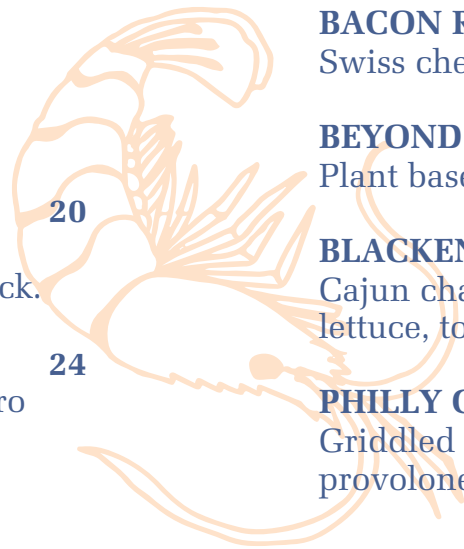 20
ck.
24
ro
BACON R
Swiss che
BEYOND
Plant base
BLACKEN
Cajun cha
lettuce, to
PHILLY C
Griddled
provolone